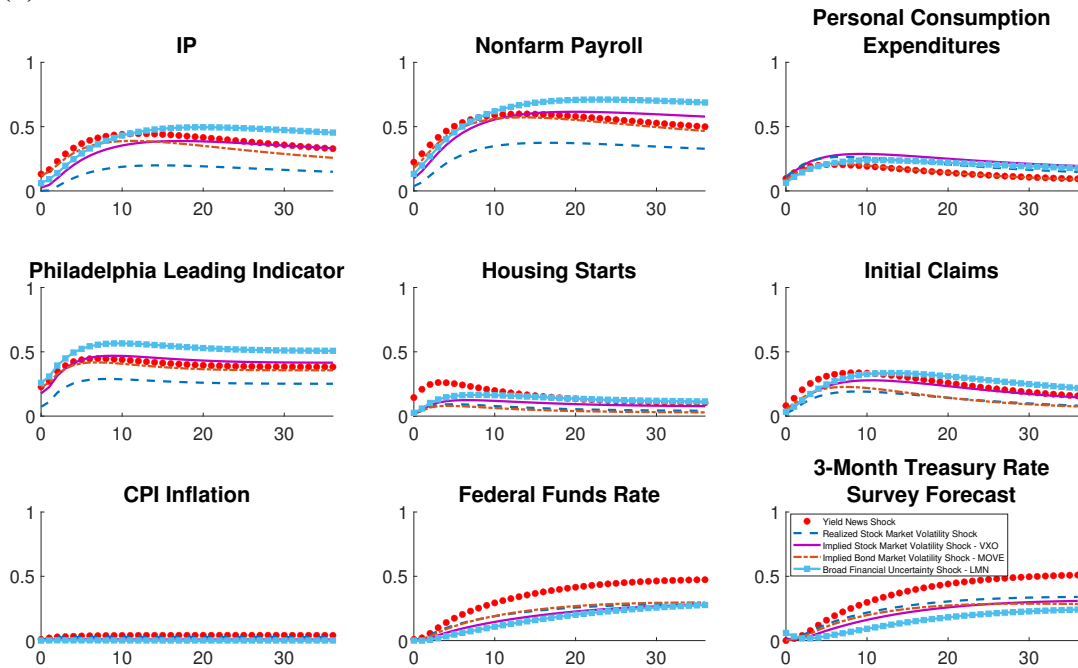 Personal Consumption
IP Nonfarm Payroll Expenditures
1 1 1
0.5 0.5 0.5
0 0 0
0 10 20 30 0 10 20 30 0 10 20 30
Philadelphia Leading Indicator Housing Starts Initial Claims
1 1 1
0.5 0.5 0.5
0 0 0
0 10 20 30 0 10 20 30 0 10 20 30
3-Month Treasury Rate
CPI Inflation Federal Funds Rate Survey Forecast
1 1 1
Yield News Shock
Realized Stock Market Volatility Shock
Implied Stock Market Volatility Shock - VXO
Implied Bond Market Volatility Shock - MOVE
Broad Financial Uncertainty Shock - LMN
0.5 0.5 0.5
0 0 0
0 10 20 30 0 10 20 30 0 10 20 30